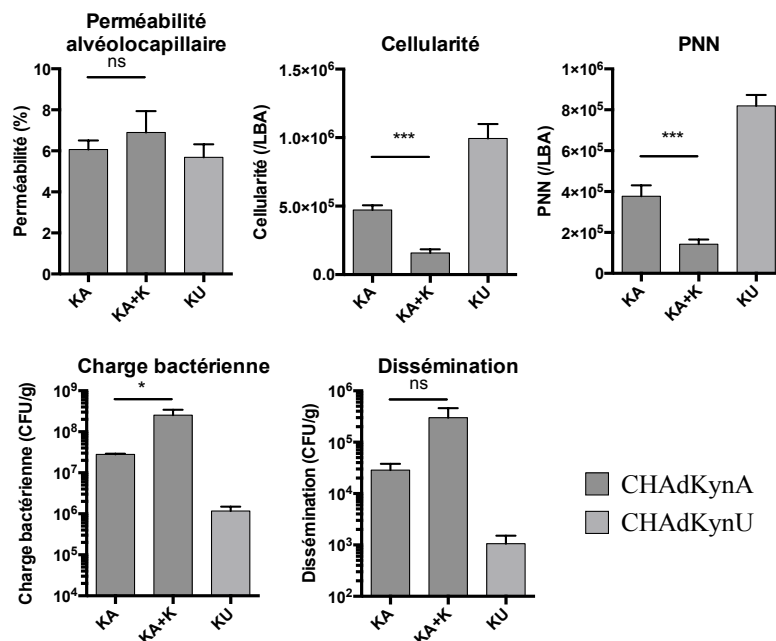 Perméabilité
alvéolocapillaire
ns
Perméabilité (%)
10
8
6
4
2
0
KA
KA+K
KU
Cellularité
***
Cellularité (/LBA)
1.5×10⁶
1.0×10⁶
5.0×10⁵
0.0
KA
KA+K
KU
PNN
***
PNN (/LBA)
1×10⁶
8×10⁵
6×10⁵
4×10⁵
2×10⁵
0
KA
KA+K
KU
Charge bactérienne
*
Charge bactérienne (CFU/g)
10⁹
10⁸
10⁷
10⁶
10⁵
10⁴
KA
KA+K
KU
Dissémination
ns
Dissémination (CFU/g)
10⁶
10⁵
10⁴
10³
10²
KA
KA+K
KU
CHAdKynA
CHAdKynU